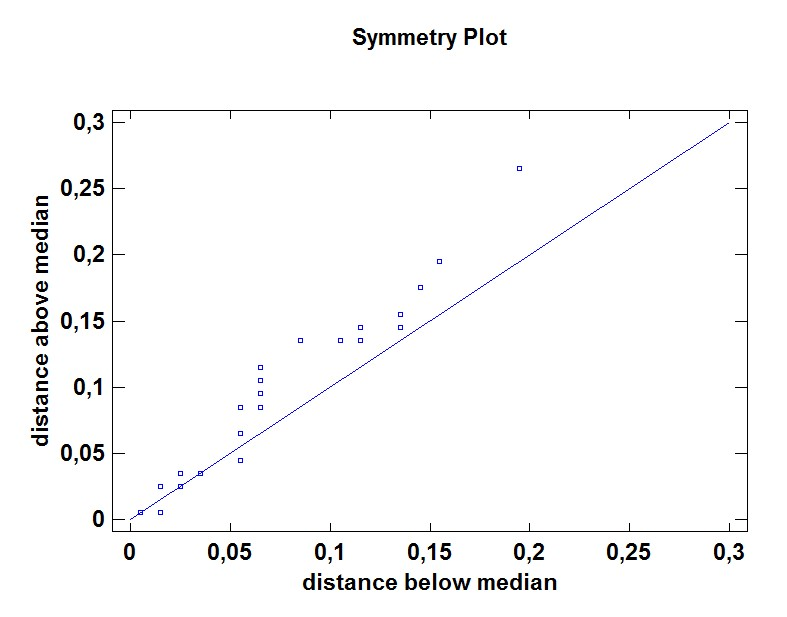 Symmetry Plot
0,3
0,25
0,2
0,15
0,1
0,05
0
distance above median
0 0,05 0,1 0,15 0,2 0,25 0,3
distance below median